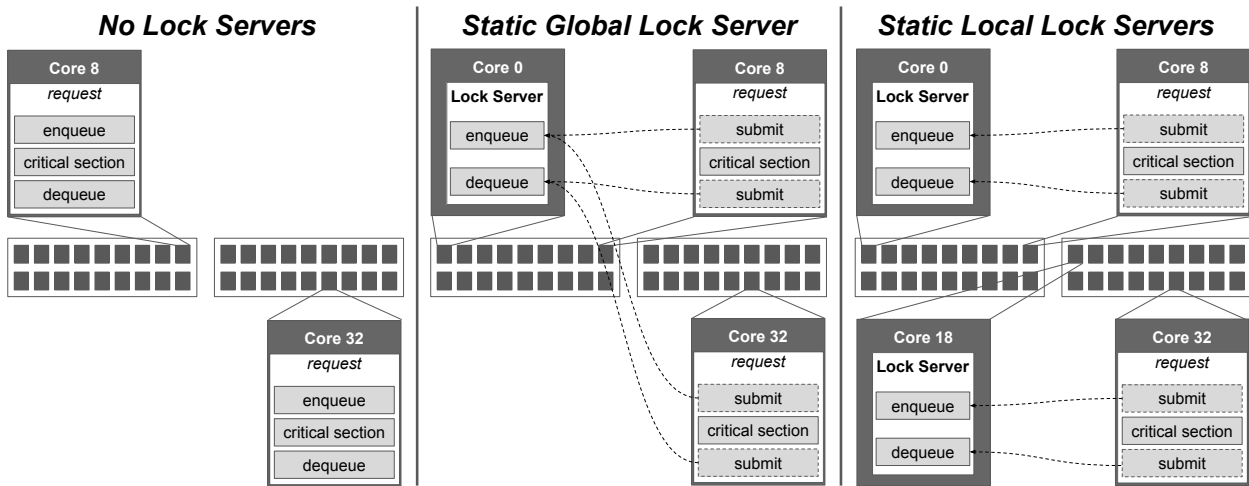 No Lock Servers
Core 8
request
enqueue
critical section
dequeue
Core 32
request
enqueue
critical section
dequeue
Static Global Lock Server
Core 0
Lock Server
enqueue
dequeue
Core 8
request
submit
critical section
submit
Core 32
request
submit
critical section
submit
Static Local Lock Servers
Core 0
Lock Server
enqueue
dequeue
Core 8
request
submit
critical section
submit
Core 18
Lock Server
enqueue
dequeue
Core 32
request
submit
critical section
submit